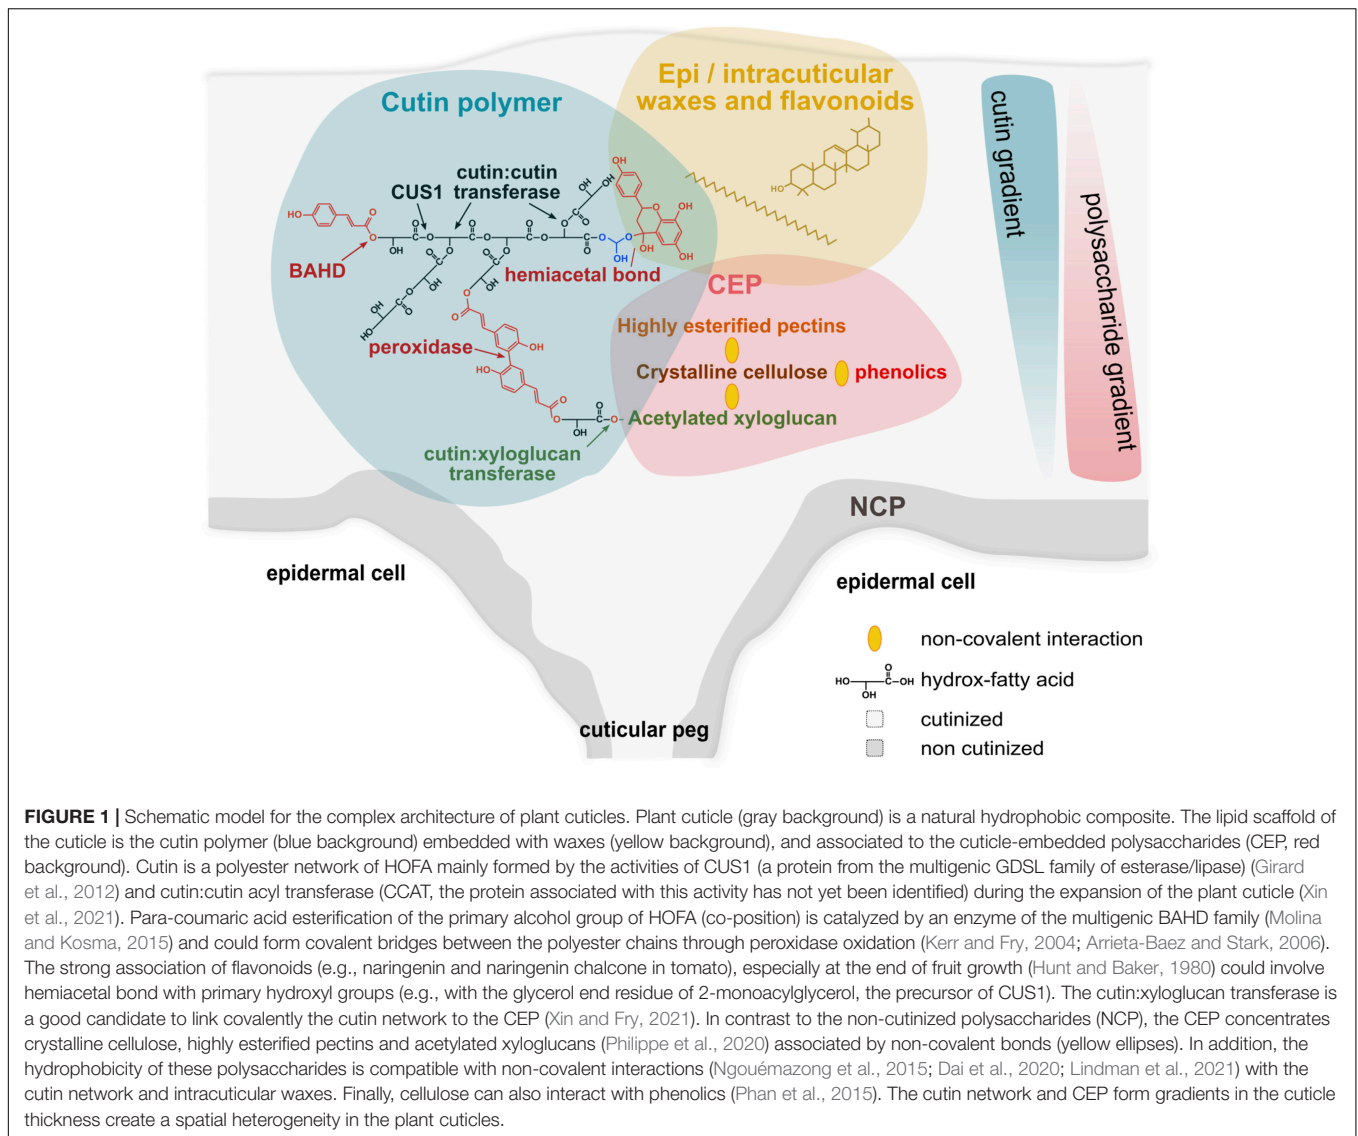 Epi / intracuticular
waxes and flavonoids
Cutin polymer
cutin gradient
polysaccharide gradient
cutin:cutin
transferase
CUS1
BAHD
hemiacetal bond
CEP
Highly esterified pectins
peroxidase
Crystalline cellulose
phenolics
Acetylated xyloglucan
cutin:xyloglucan
transferase
NCP
epidermal cell
epidermal cell
cuticular peg
non-covalent interaction
HO
OH
O
C
OH
hydrox-fatty acid
cutinized
non cutinized
FIGURE 1 | Schematic model for the complex architecture of plant cuticles. Plant cuticle (gray background) is a natural hydrophobic composite. The lipid scaffold of
the cuticle is the cutin polymer (blue background) embedded with waxes (yellow background), and associated to the cuticle-embedded polysaccharides (CEP, red
background). Cutin is a polyester network of HOFA mainly formed by the activities of CUS1 (a protein from the multigenic GDSL family of esterase/lipase) (Girard
et al., 2012) and cutin:cutin acyl transferase (CCAT, the protein associated with this activity has not yet been identified) during the expansion of the plant cuticle (Xin
et al., 2021). Para-coumaric acid esterification of the primary alcohol group of HOFA (co-position) is catalyzed by an enzyme of the multigenic BAHD family (Molina
and Kosma, 2015) and could form covalent bridges between the polyester chains through peroxidase oxidation (Kerr and Fry, 2004; Arrieta-Baez and Stark, 2006).
The strong association of flavonoids (e.g., naringenin and naringenin chalcone in tomato), especially at the end of fruit growth (Hunt and Baker, 1980) could involve
hemiacetal bond with primary hydroxyl groups (e.g., with the glycerol end residue of 2-monoacylglycerol, the precursor of CUS1). The cutin:xyloglucan transferase is
a good candidate to link covalently the cutin network to the CEP (Xin and Fry, 2021). In contrast to the non-cutinized polysaccharides (NCP), the CEP concentrates
crystalline cellulose, highly esterified pectins and acetylated xyloglucans (Philippe et al., 2020) associated by non-covalent bonds (yellow ellipses). In addition, the
hydrophobicity of these polysaccharides is compatible with non-covalent interactions (Ngouémazong et al., 2015; Dai et al., 2020; Lindman et al., 2021) with the
cutin network and intracuticular waxes. Finally, cellulose can also interact with phenolics (Phan et al., 2015). The cutin network and CEP form gradients in the cuticle
thickness create a spatial heterogeneity in the plant cuticles.